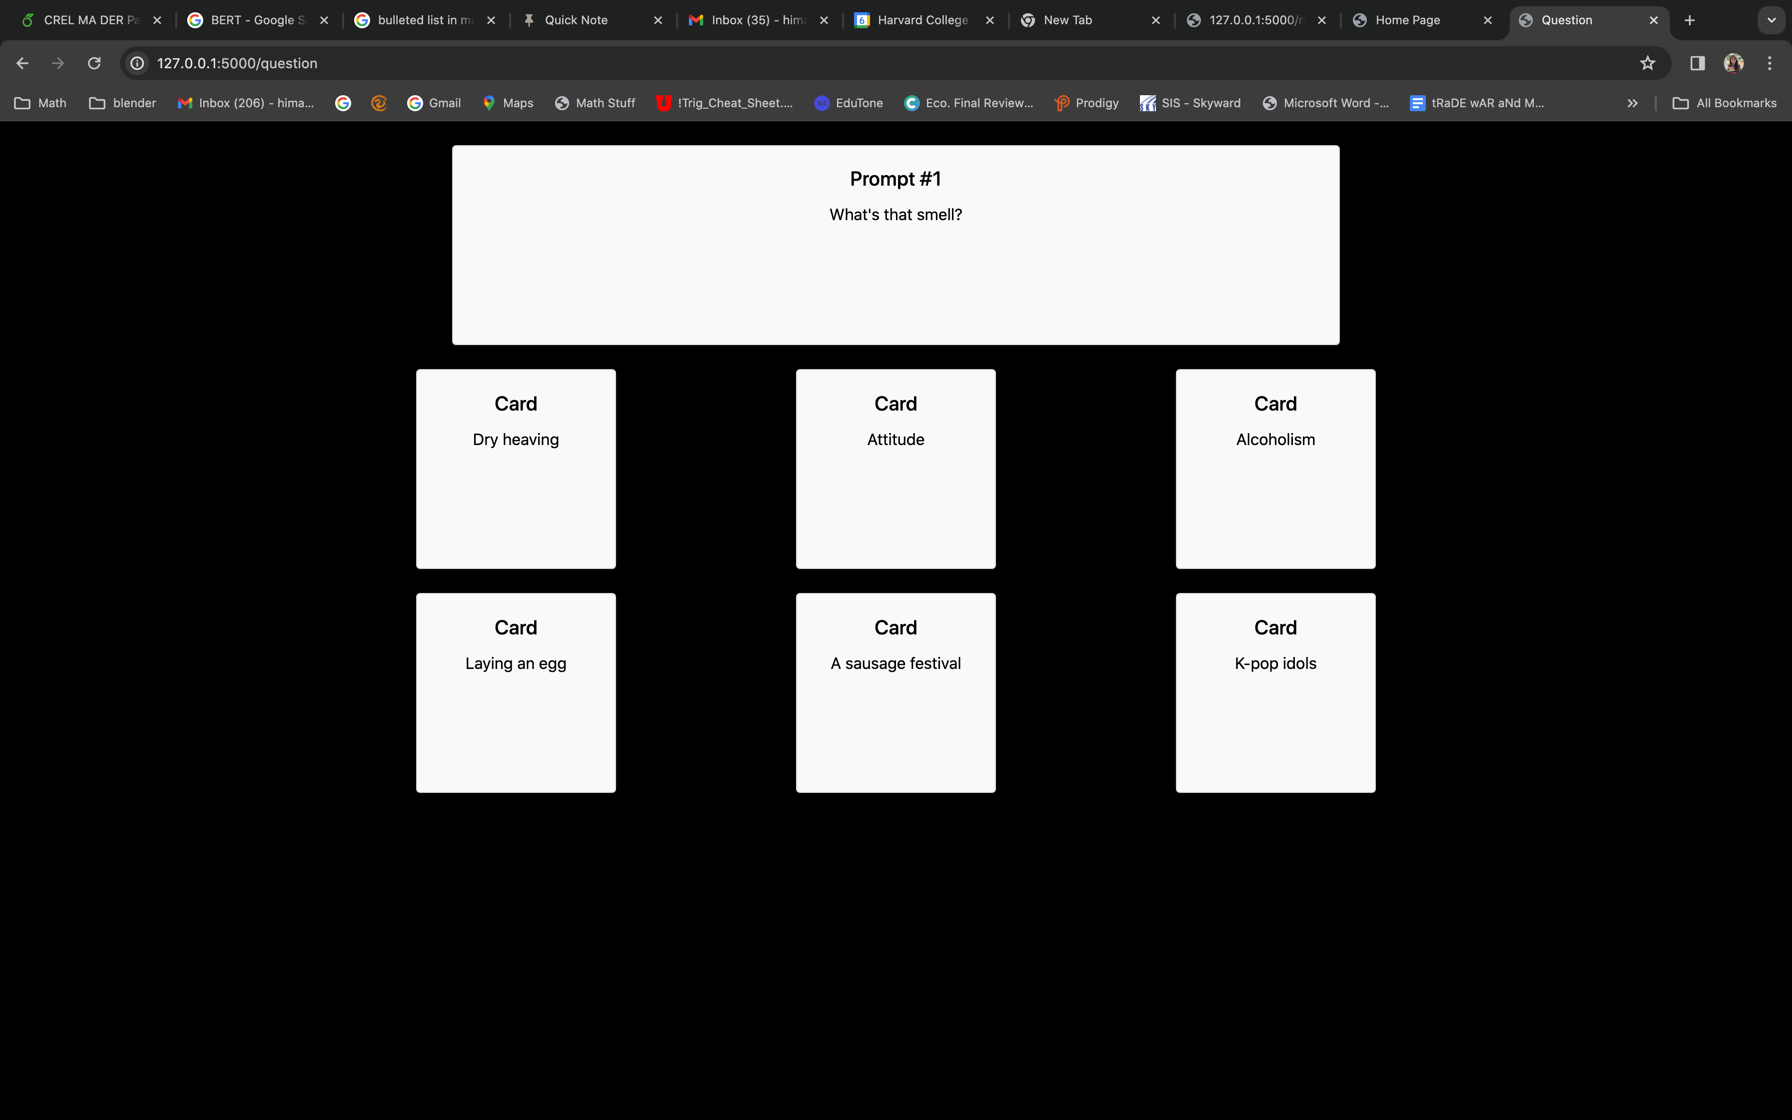 CREL MA DER Pa
BERT - Google S
bulleted list in m
Quick Note
Inbox (35) - hima
Harvard College
New Tab
127.0.0.1:5000/r
Home Page
Question
127.0.0.1:5000/question
Math
blender
Inbox (206) - hima...
Gmail
Maps
Math Stuff
!Trig_Cheat_Sheet....
EduTone
Eco. Final Review...
Prodigy
SIS - Skyward
Microsoft Word -...
tRaDE wAR aNd M...
All Bookmarks
Prompt #1
What's that smell?
Card
Dry heaving
Card
Attitude
Card
Alcoholism
Card
Laying an egg
Card
A sausage festival
Card
K-pop idols